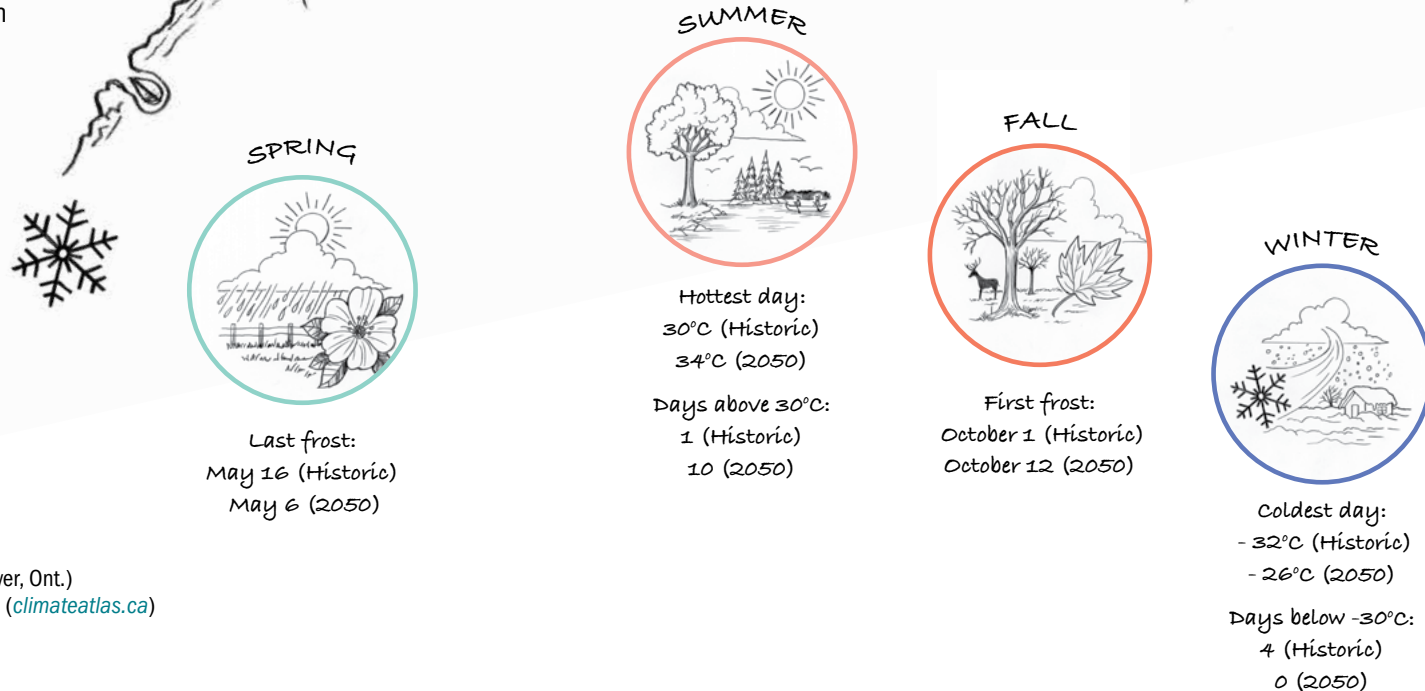 SPRING
Last frost:
May 16 (Historic)
May 6 (2050)
SUMMER
Hottest day:
30°C (Historic)
34°C (2050)
Days above 30°C:
1 (Historic)
10 (2050)
FALL
First frost:
October 1 (Historic)
October 12 (2050)
WINTER
Coldest day:
- 32°C (Historic)
- 26°C (2050)
Days below -30°C:
4 (Historic)
0 (2050)
Ont.)
(climateatlas.ca)